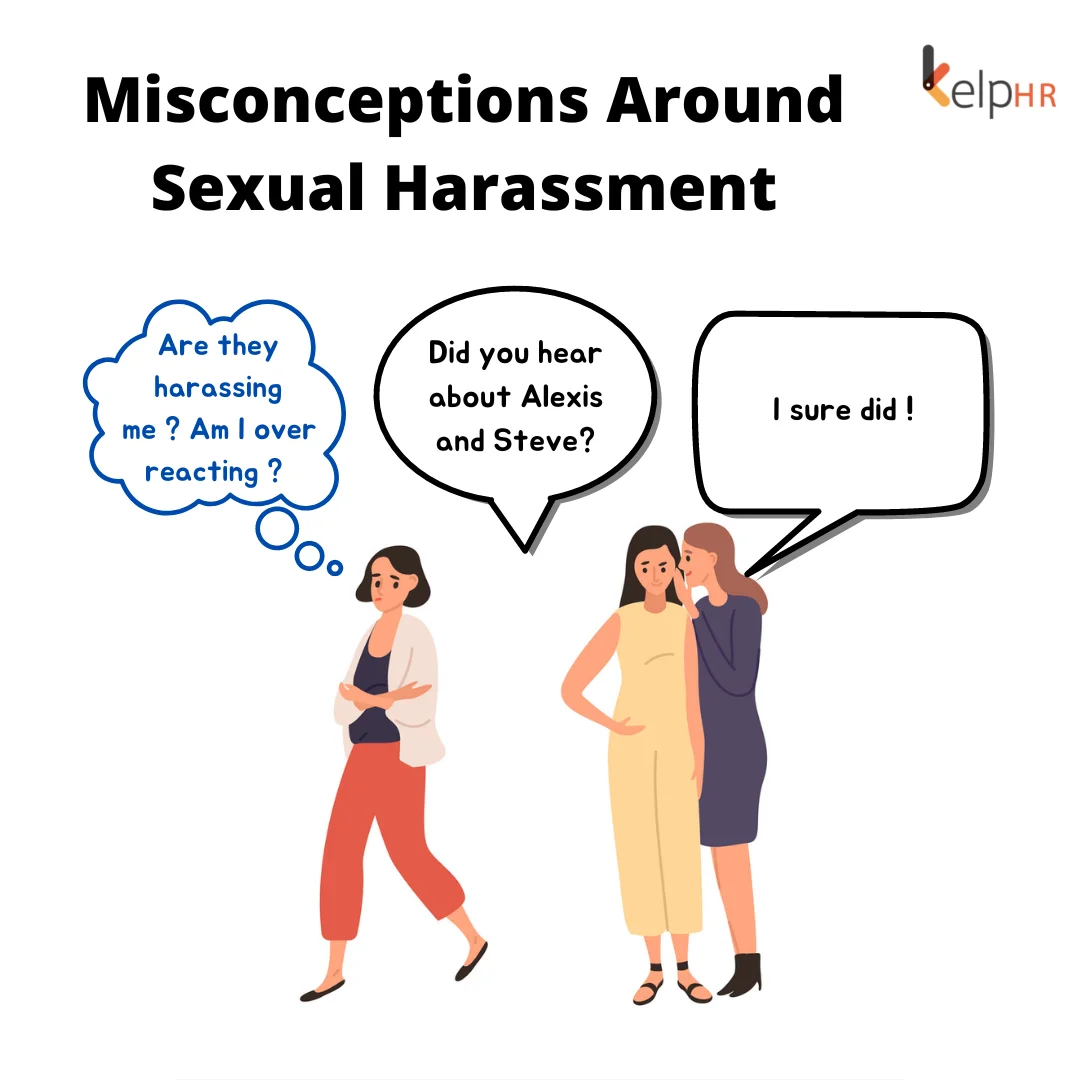 Misconceptions Around
Sexual Harassment
kelpHR
Are they
harassing
me ? Am I over
reacting ?
Did you hear
about Alexis
and Steve?
I sure did !